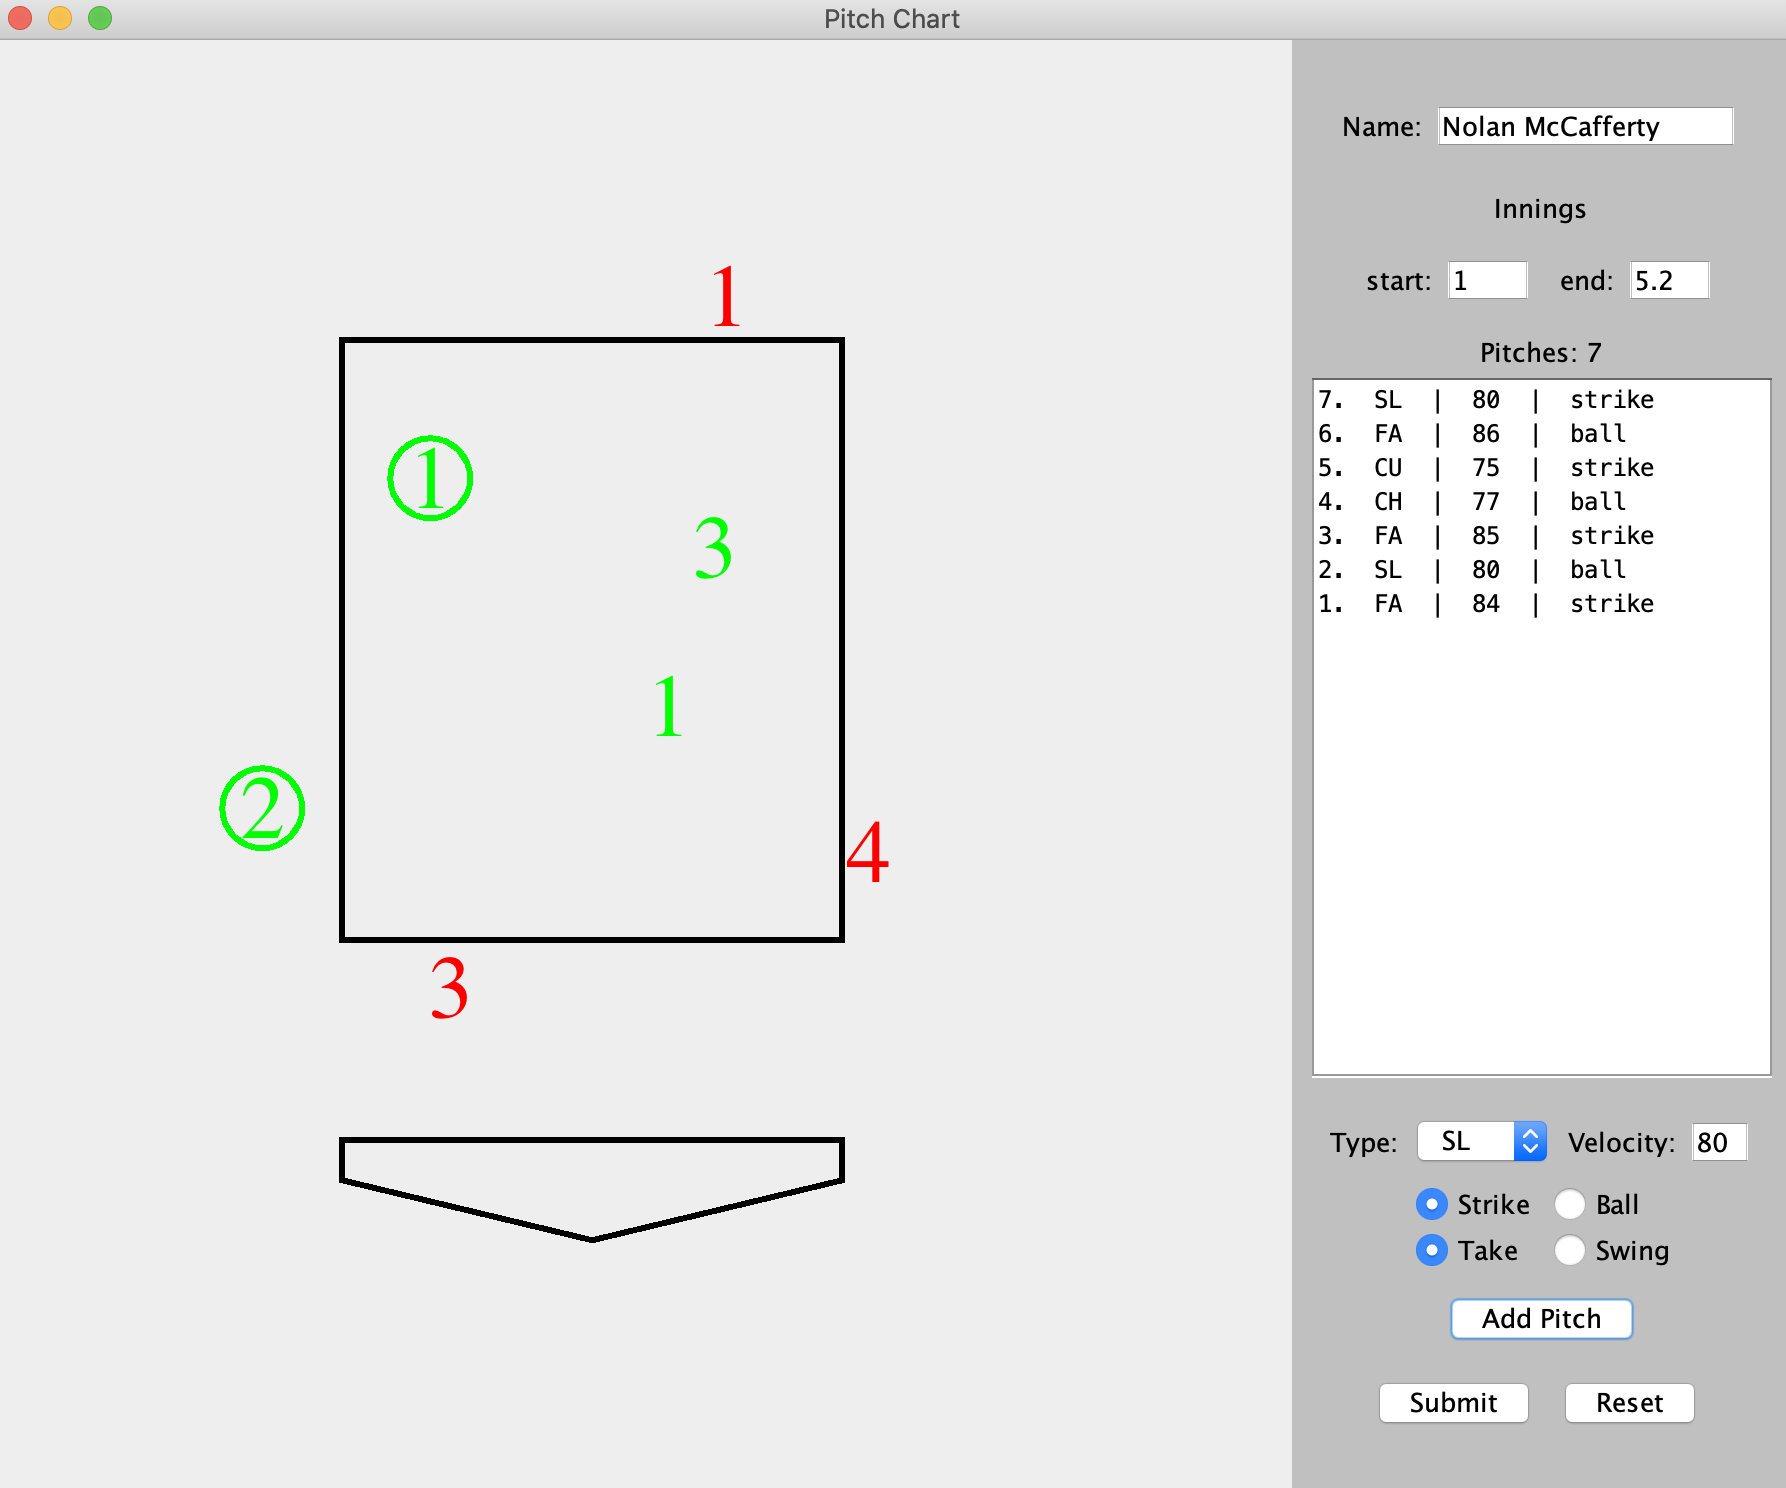 Pitch Chart
Name: Nolan McCafferty
Innings
start: 1 end: 5.2
Pitches: 7
7. SL | 80 | strike
6. FA | 86 | ball
5. CU | 75 | strike
4. CH | 77 | ball
3. FA | 85 | strike
2. SL | 80 | ball
1. FA | 84 | strike
Type: SL Velocity: 80
Strike Ball
Take Swing
Add Pitch
Submit Reset
1
1
3
1
2
4
3